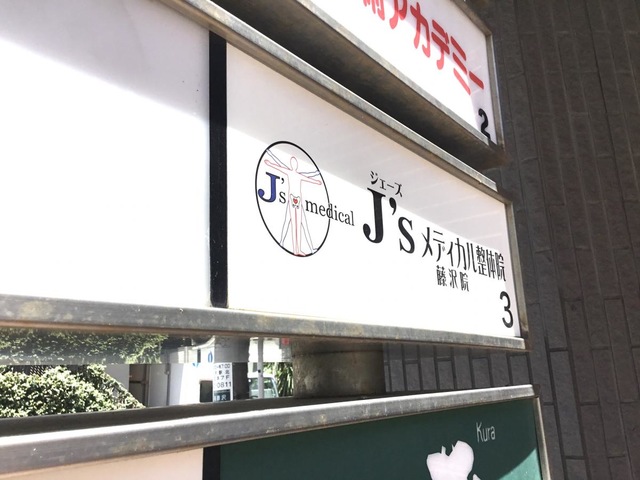 アカデミー
2
J's medical
ジェーズ
J's メディカル整体院
藤沢院
3
0811
Kura